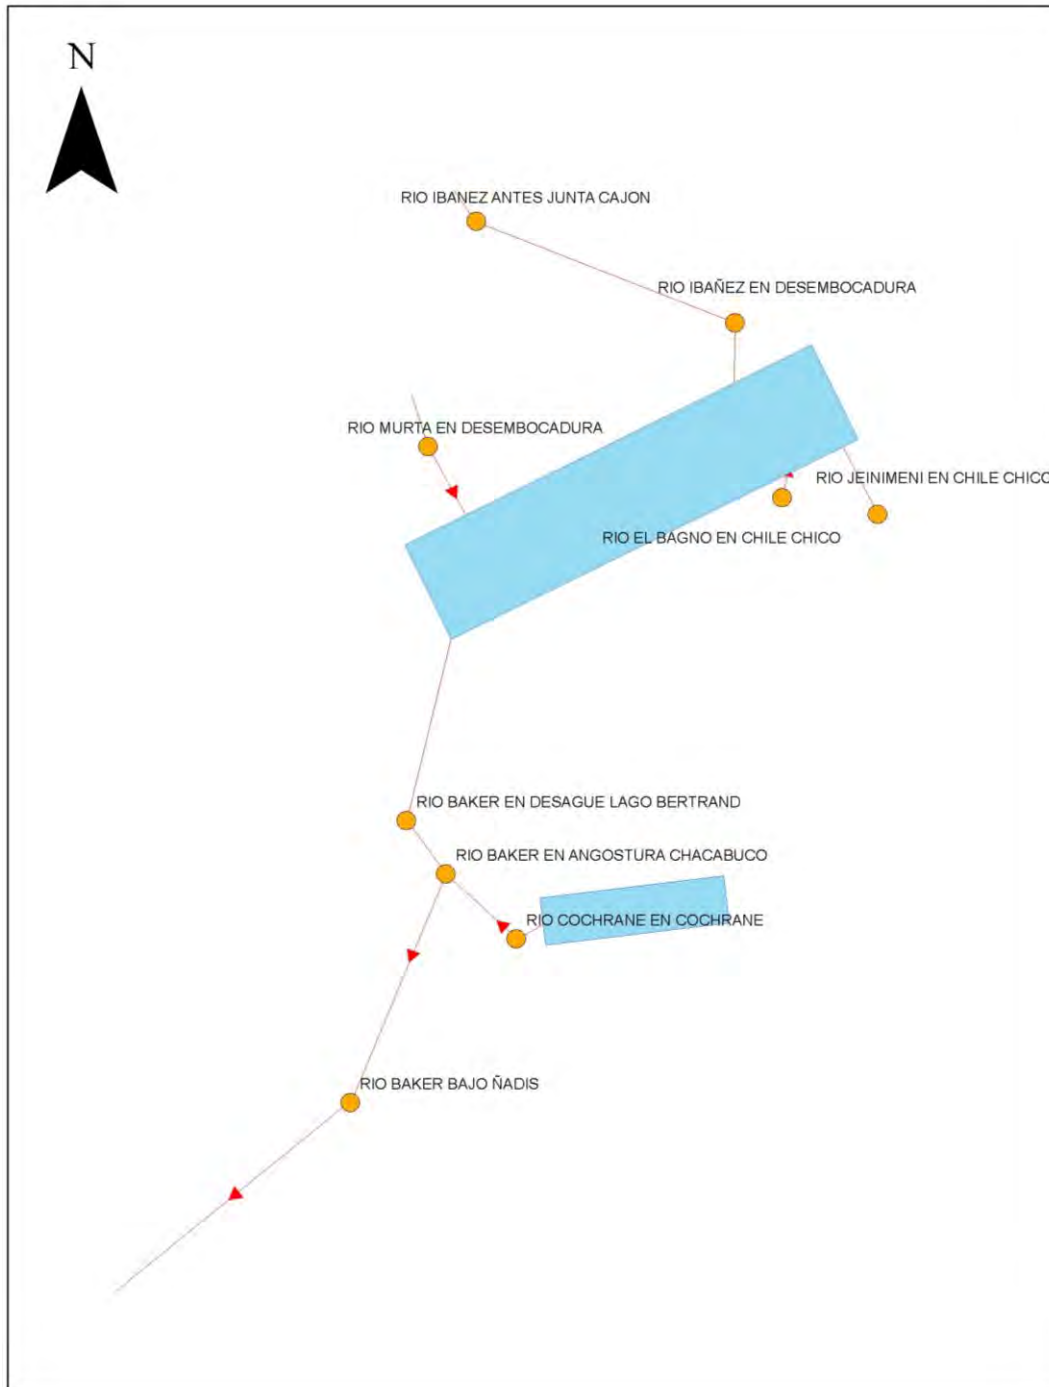 N
RIO IBANEZ ANTES JUNTA CAJON
RIO IBAÑEZ EN DESEMBOCADURA
RIO MURTA EN DESEMBOCADURA
RIO JEINIMENI EN CHILE CHICO
RIO EL BAGNO EN CHILE CHICO
RIO BAKER EN DESAGUE LAGO BERTRAND
RIO BAKER EN ANGOSTURA CHACABUCO
RIO COCHRANE EN COCHRANE
RIO BAKER BAJO ÑADIS